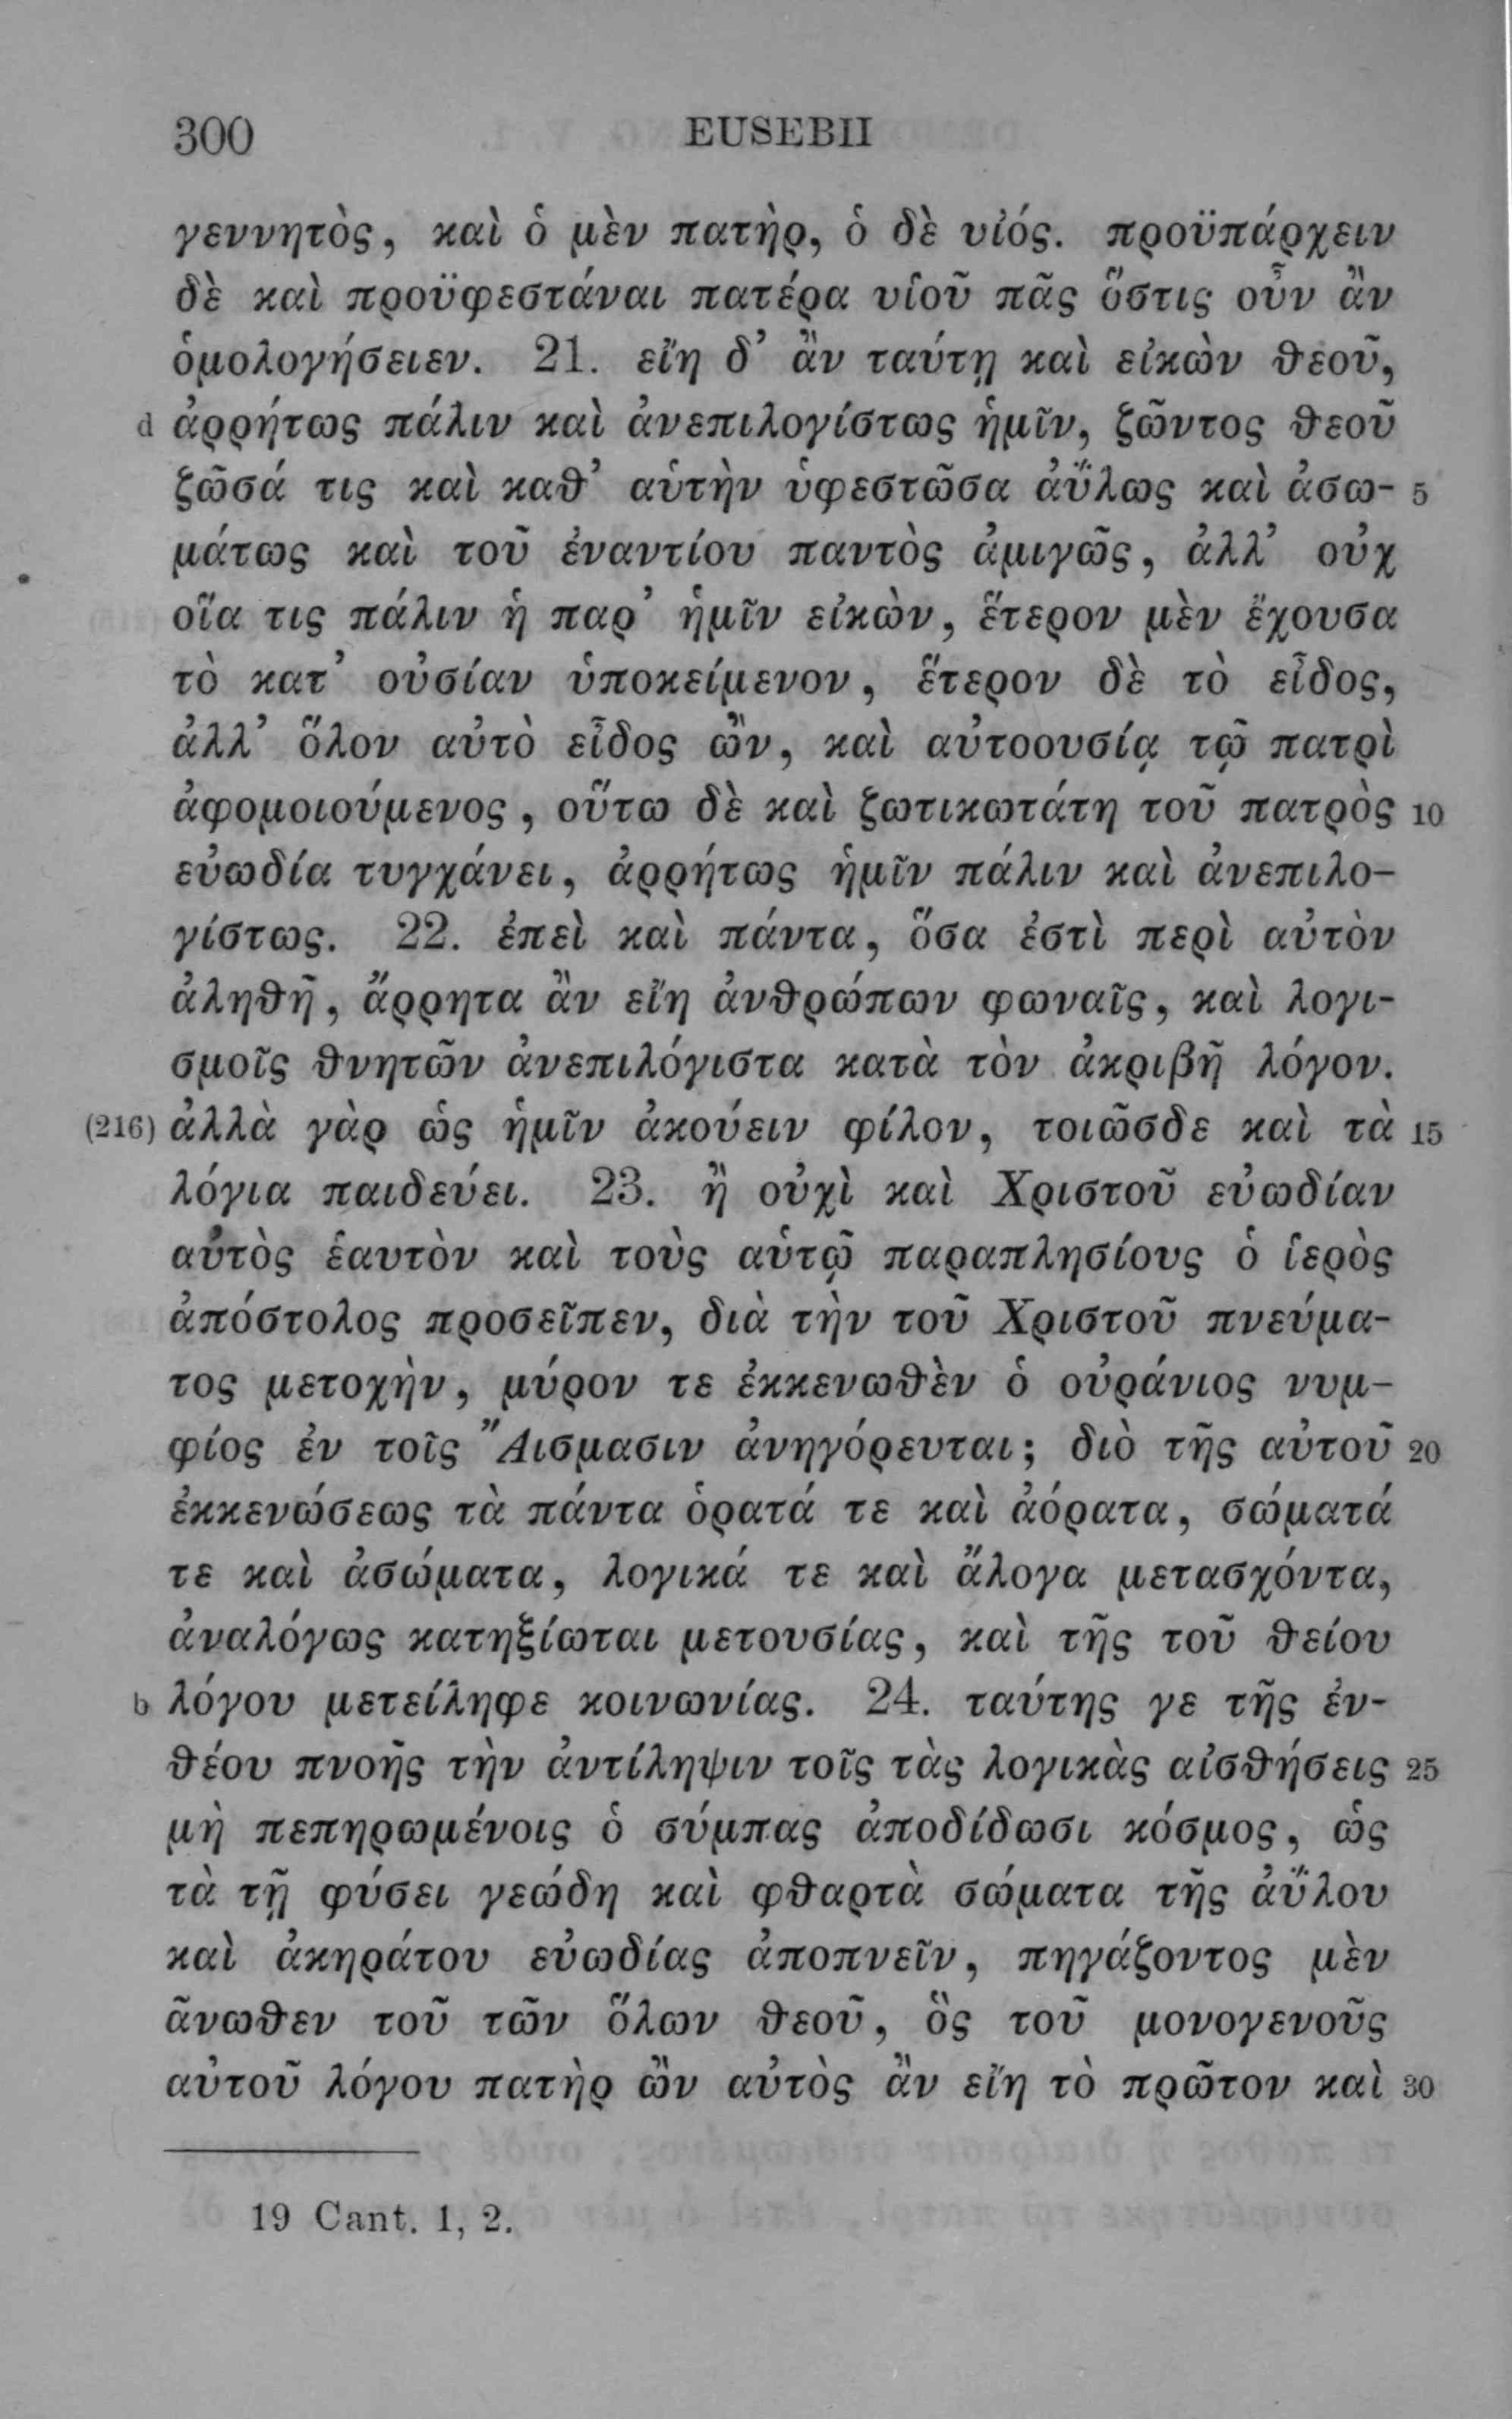 300 EUSEBII
γεννητὸς, καὶ ὁ μὲν πατὴρ, ὁ δὲ υἱός. προϋπάρχειν
δὲ καὶ προϋφεστάναι πατέρα υἱοῦ πᾶς ὅστις οὖν ἂν
ὁμολογήσειεν. 21. εἴη δ’ ἂν ταύτῃ καὶ εἰκὼν θεοῦ,
d ἀρρήτως πάλιν καὶ ἀνεπιλογίστως ἡμῖν, ζῶντος θεοῦ
ζῶσά τις καὶ καθ’ αὑτὴν ὑφεστῶσα ἀΰλως καὶ ἀσω- 5
μάτως καὶ τοῦ ἐναντίου παντὸς ἀμιγῶς, ἀλλ’ οὐχ
οἵα τις πάλιν ἡ παρ’ ἡμῖν εἰκὼν, ἕτερον μὲν ἔχουσα
τὸ κατ’ οὐσίαν ὑποκείμενον, ἕτερον δὲ τὸ εἶδος,
ἀλλ’ ὅλον αὐτὸ εἶδος ὢν, καὶ αὐτοουσίᾳ τῷ πατρὶ
ἀφομοιούμενος, οὕτω δὲ καὶ ζωτικωτάτη τοῦ πατρὸς 10
εὐωδία τυγχάνει, ἀρρήτως ἡμῖν πάλιν καὶ ἀνεπιλο-
γίστως. 22. ἐπεὶ καὶ πάντα, ὅσα ἐστὶ περὶ αὐτὸν
ἀληθῆ, ἄρρητα ἂν εἴη ἀνθρώπων φωναῖς, καὶ λογι-
σμοῖς θνητῶν ἀνεπιλόγιστα κατὰ τὸν ἀκριβῆ λόγον.
(216) ἀλλὰ γὰρ ὡς ἡμῖν ἀκούειν φίλον, τοιῶσδε καὶ τὰ 15
λόγια παιδεύει. 23. ἢ οὐχὶ καὶ Χριστοῦ εὐωδίαν
αὐτὸς ἑαυτὸν καὶ τοὺς αὑτῷ παραπλησίους ὁ ἱερὸς
ἀπόστολος προσεῖπεν, διὰ τὴν τοῦ Χριστοῦ πνεύμα-
τος μετοχὴν, μύρον τε ἐκκενωθὲν ὁ οὐράνιος νυμ-
φίος ἐν τοῖς Ἄισμασιν ἀνηγόρευται; διὸ τῆς αὐτοῦ 20
ἐκκενώσεως τὰ πάντα ὁρατά τε καὶ ἀόρατα, σώματά
τε καὶ ἀσώματα, λογικά τε καὶ ἄλογα μετασχόντα,
ἀναλόγως κατηξίωται μετουσίας, καὶ τῆς τοῦ θείου
b λόγου μετείληφε κοινωνίας. 24. ταύτης γε τῆς ἐν-
θέου πνοῆς τὴν ἀντίληψιν τοῖς τὰς λογικὰς αἰσθήσεις 25
μὴ πεπηρωμένοις ὁ σύμπας ἀποδίδωσι κόσμος, ὡς
τὰ τῇ φύσει γεώδη καὶ φθαρτὰ σώματα τῆς ἀΰλου
καὶ ἀκηράτου εὐωδίας ἀποπνεῖν, πηγάζοντος μὲν
ἄνωθεν τοῦ τῶν ὅλων θεοῦ, ὃς τοῦ μονογενοῦς
αὐτοῦ λόγου πατὴρ ὢν αὐτὸς ἂν εἴη τὸ πρῶτον καὶ 30
19 Cant. 1, 2.